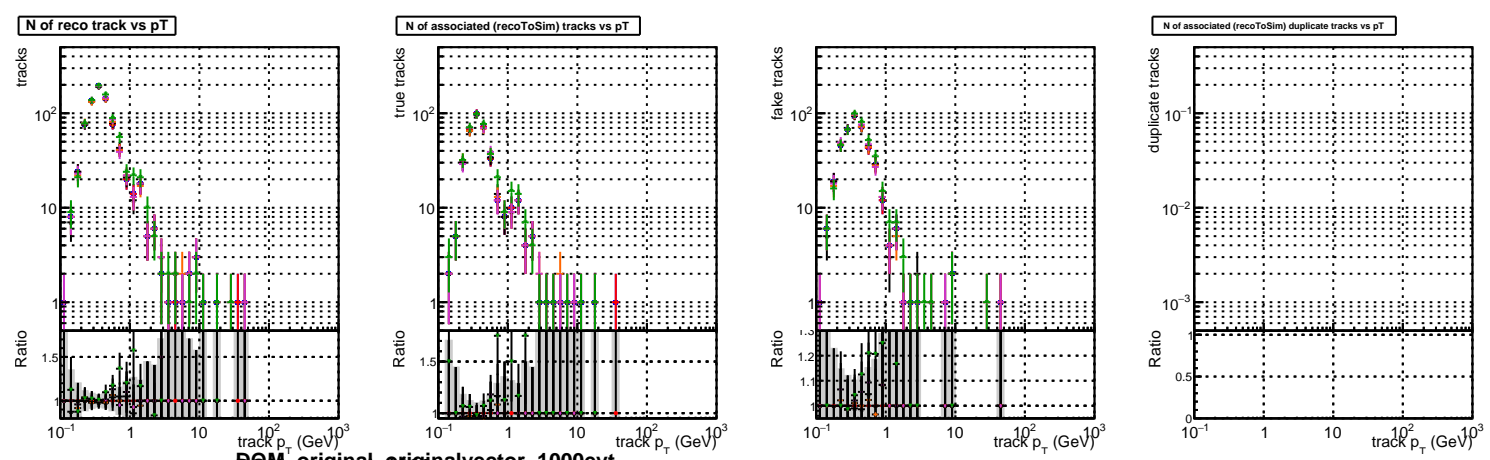 N of reco track vs pT
N of associated (recoToSim) tracks vs pT
N of associated (recoToSim) duplicate tracks vs pT
tracks
10²
10
1
Ratio
1.5
1
10⁻¹ 1 10 10² 10³
track p_T (GeV)
true tracks
10²
10
1
Ratio
1.5
1
10⁻¹ 1 10 10² 10³
track p_T (GeV)
fake tracks
10²
10
1
Ratio
1.3
1.2
1.1
1
10⁻¹ 1 10 10² 10³
track p_T (GeV)
duplicate tracks
10⁻¹
10⁻²
10⁻³
Ratio
1
0.5
0
10⁻¹ 1 10 10² 10³
track p_T (GeV)
original originalvector 1000evt